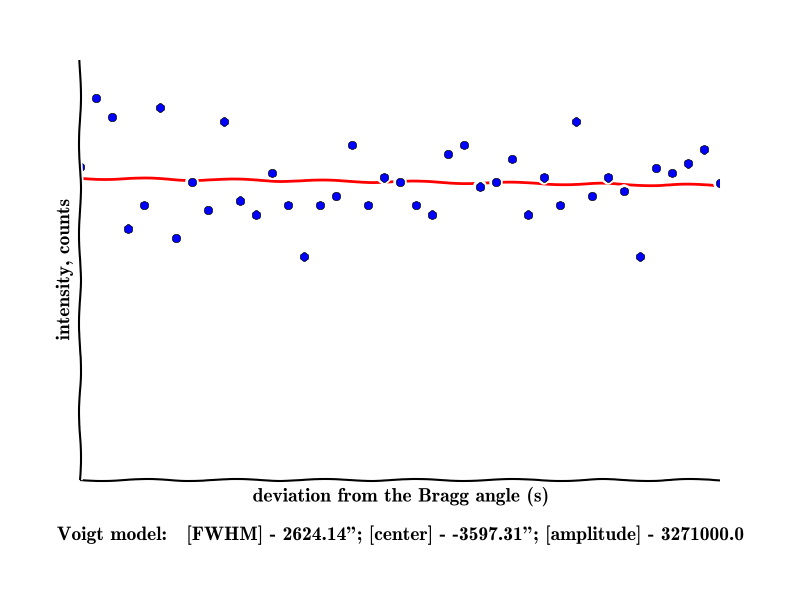 intensity, counts
deviation from the Bragg angle (s)
Voigt model: [FWHM] - 2624.14”; [center] - -3597.31”; [amplitude] - 3271000.0